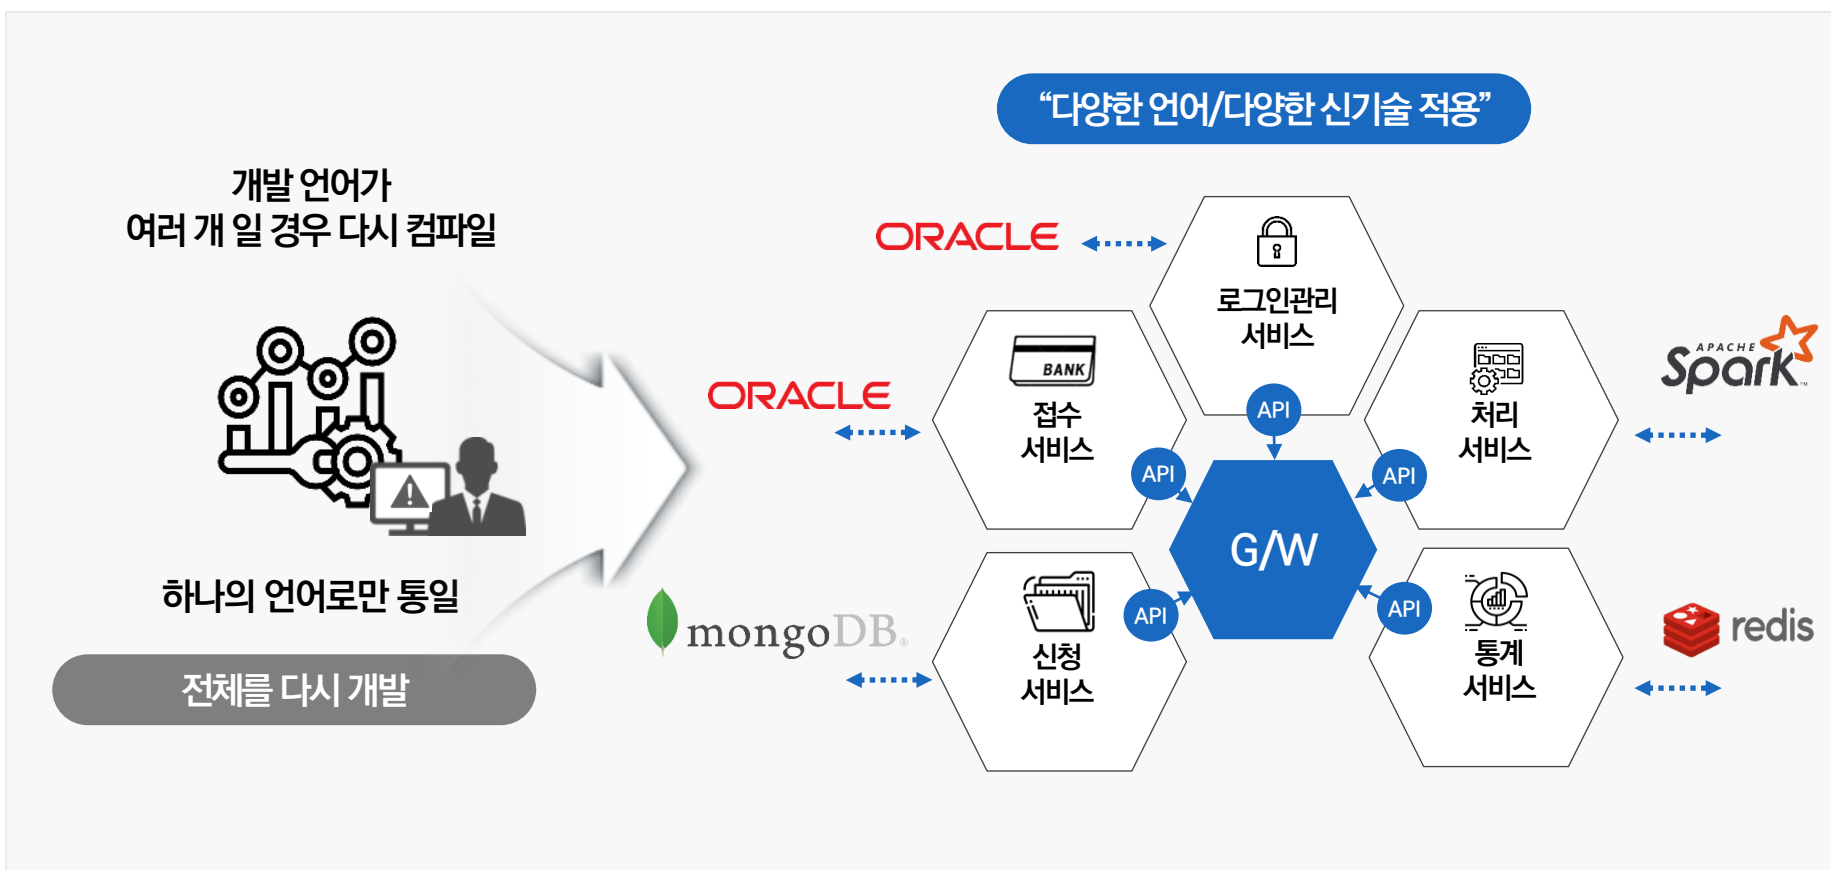 “다양한 언어/다양한 신기술 적용”
개발 언어가
여러 개 일 경우 다시 컴파일
하나의 언어로만 통일
전체를 다시 개발
ORACLE
로그인관리
서비스
API
ORACLE
BANK
접수
서비스
API
APACHE
Spark™
처리
서비스
API
G/W
mongoDB®
신청
서비스
API
redis
통계
서비스
API